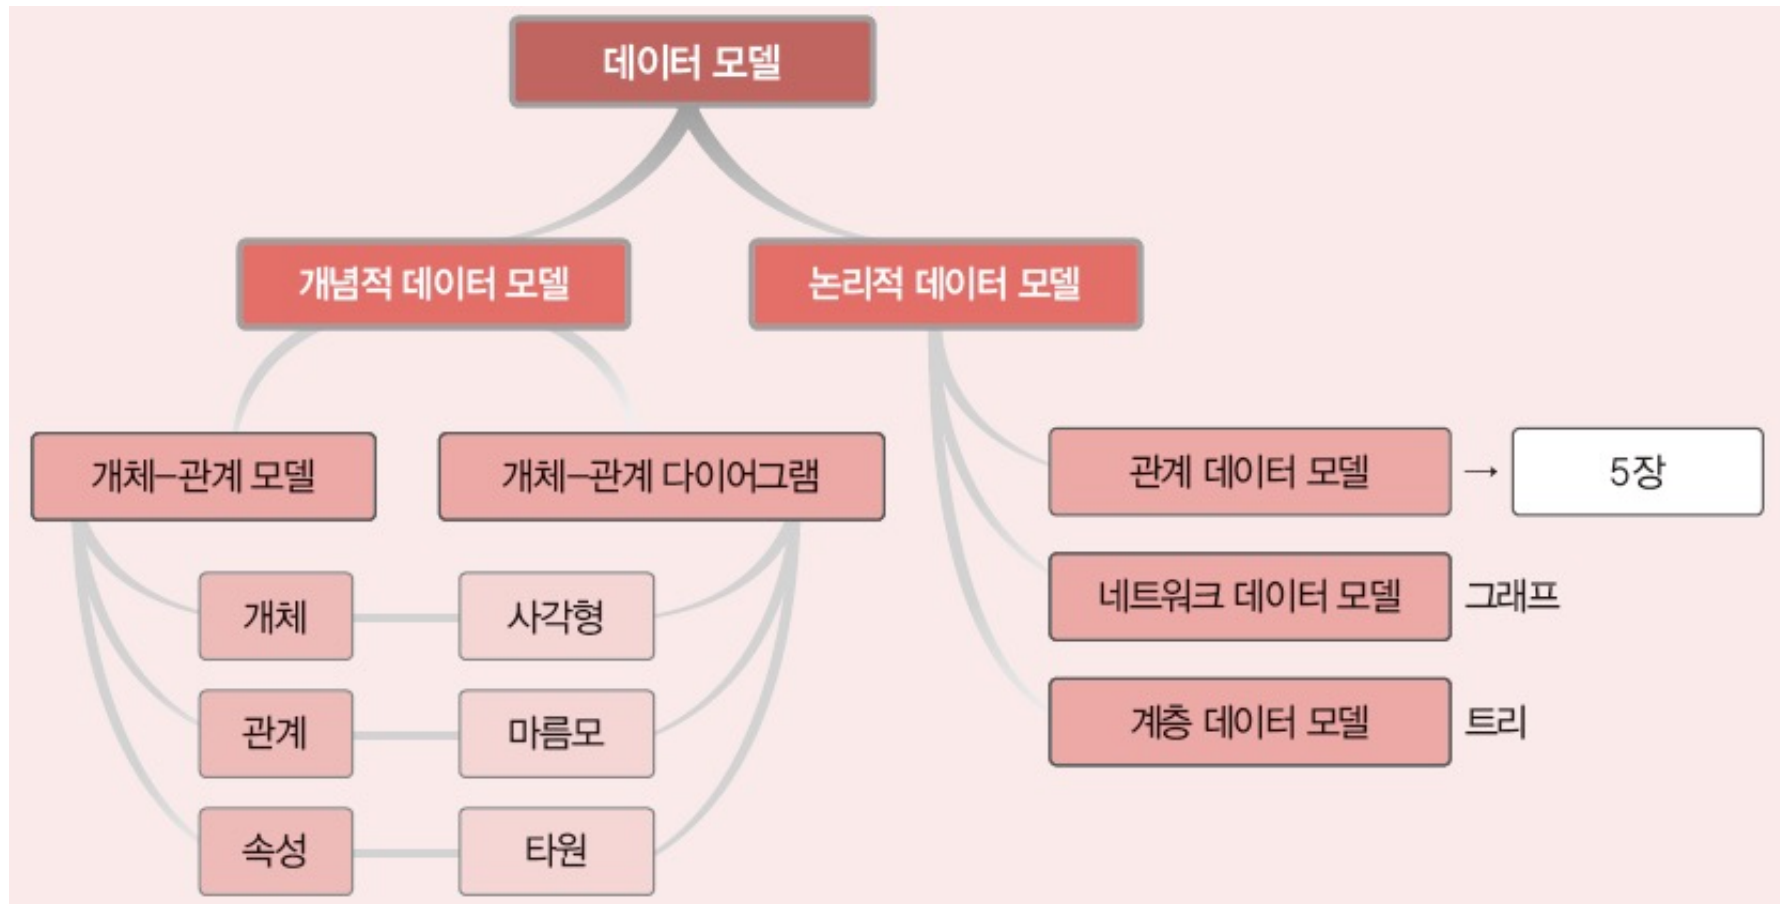 데이터 모델
개념적 데이터 모델
논리적 데이터 모델
개체-관계 모델
개체-관계 다이어그램
개체
사각형
관계
마름모
속성
타원
관계 데이터 모델 → 5장
네트워크 데이터 모델 그래프
계층 데이터 모델 트리